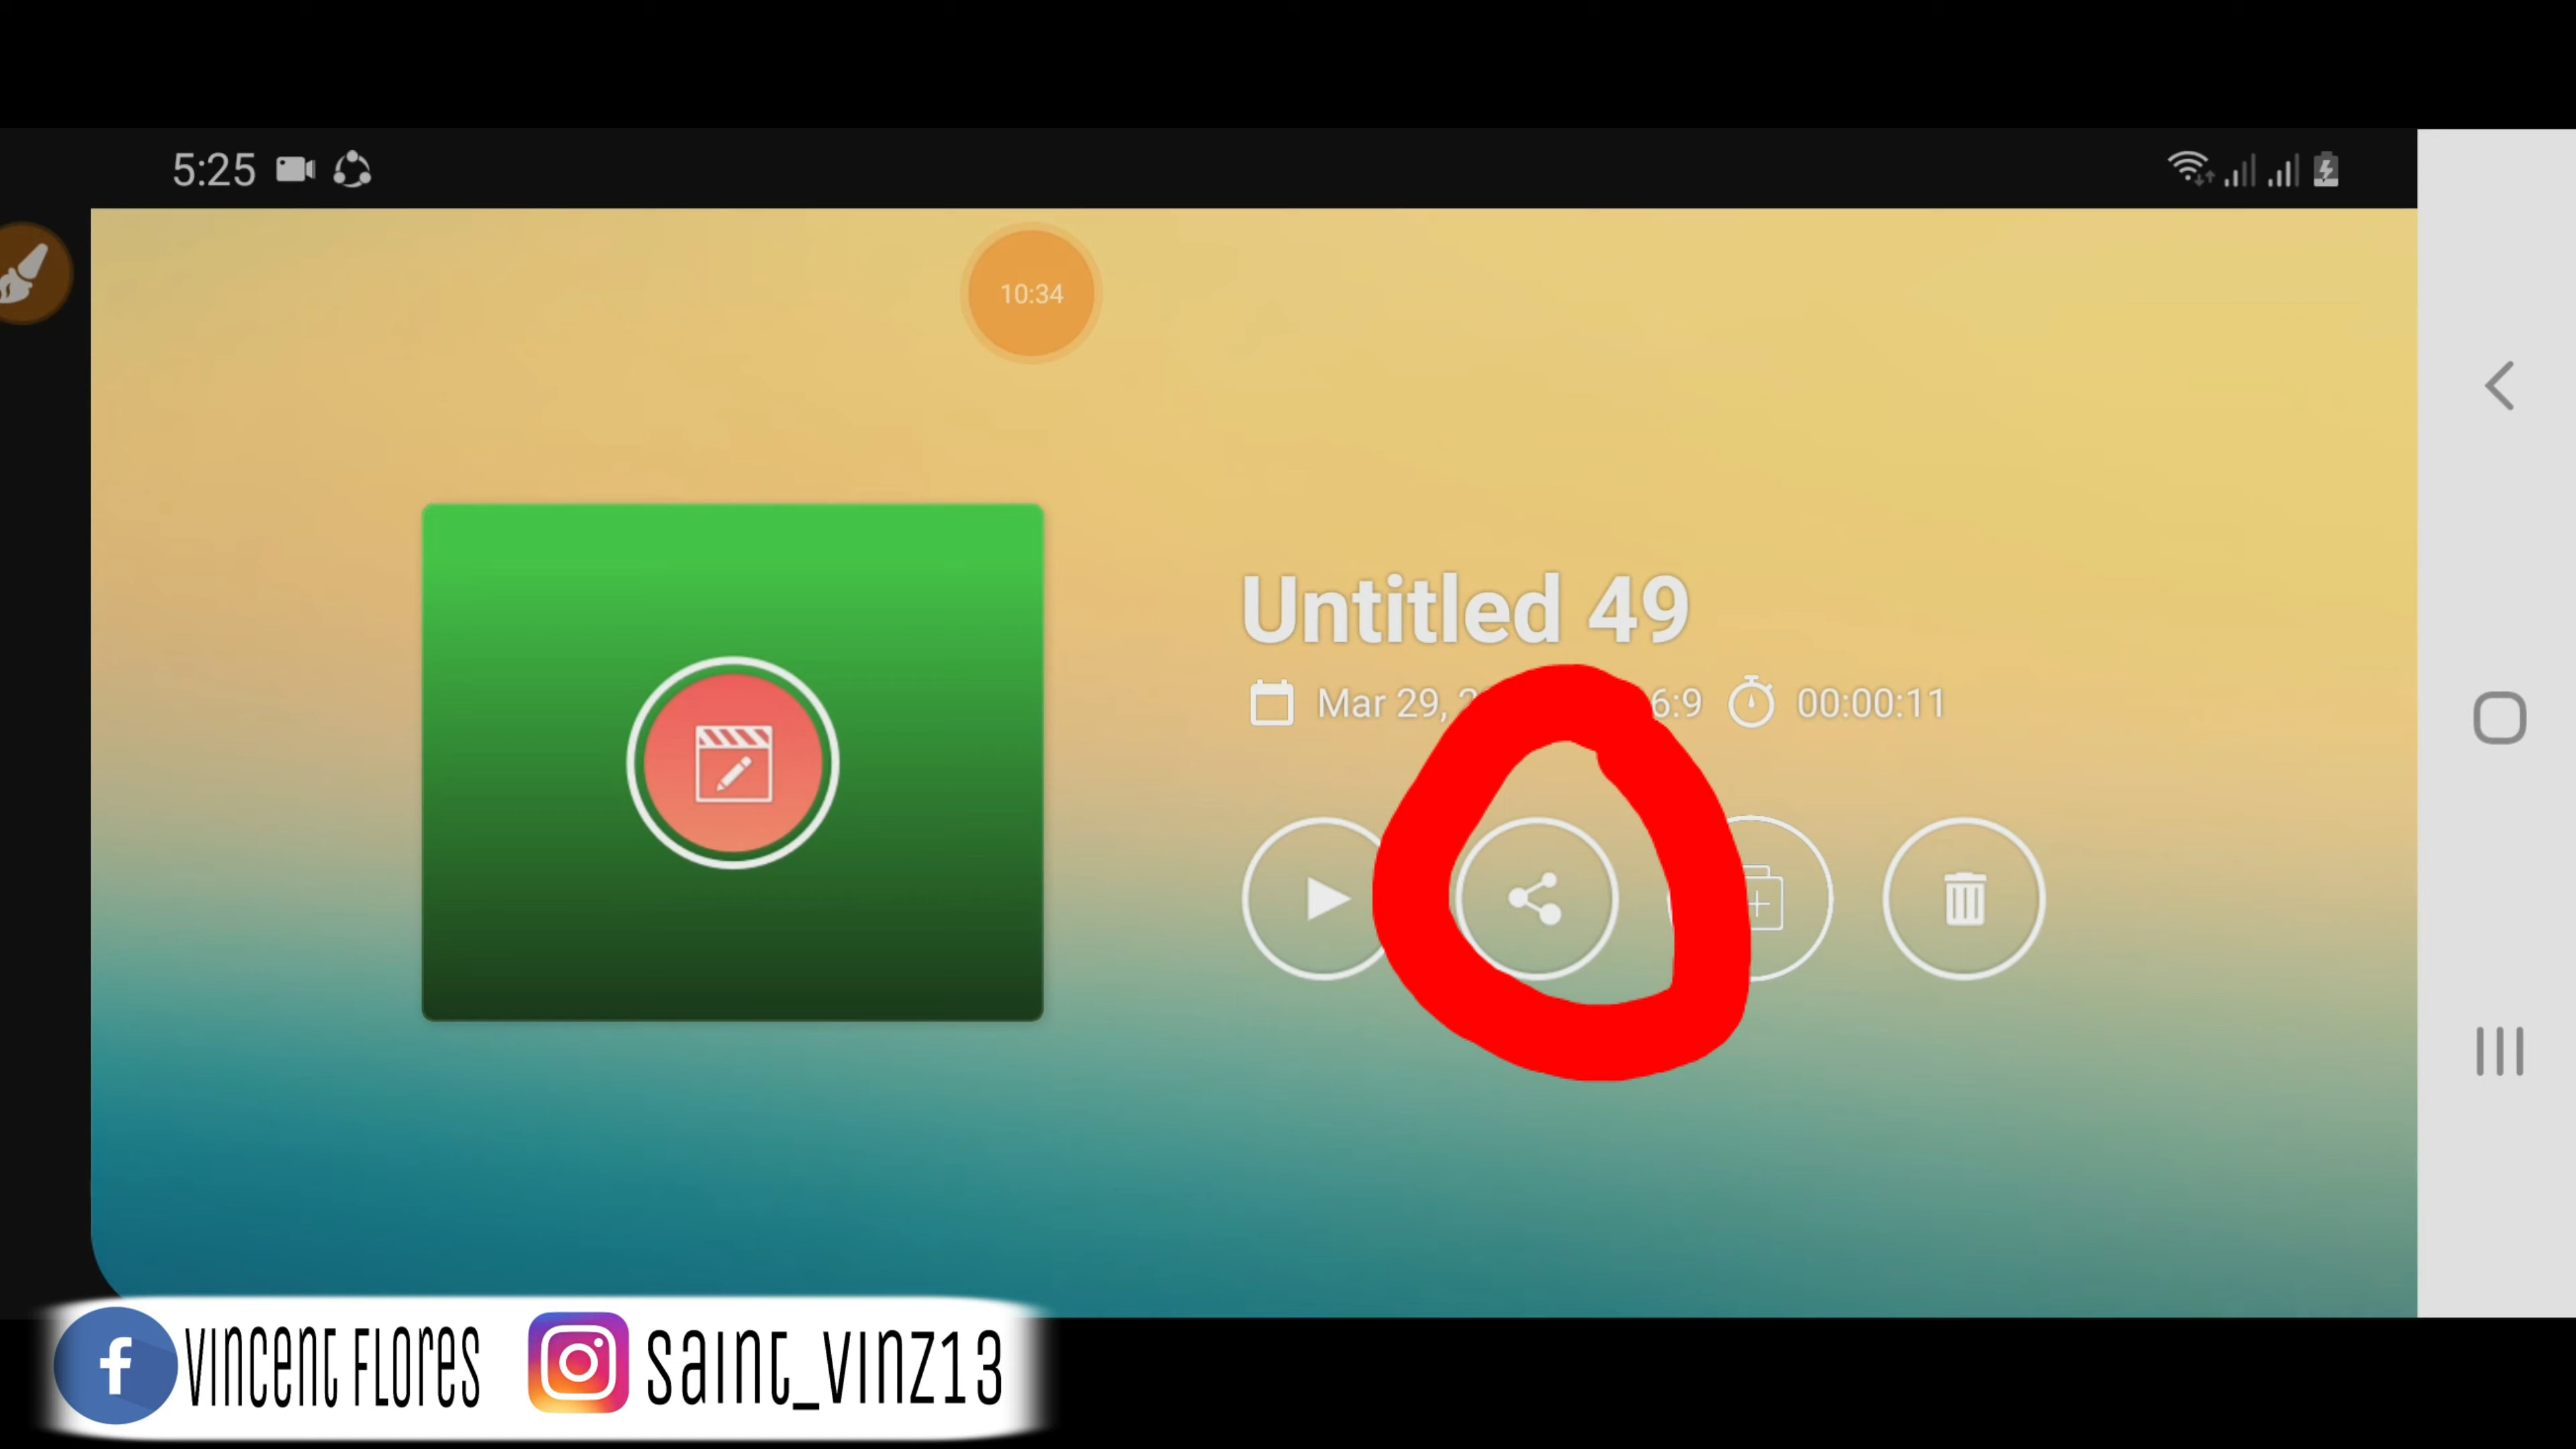 5:25
10:34
Untitled 49
Mar 29, 6:9 00:00:11
f VINCENT FLORES saint_vinz13